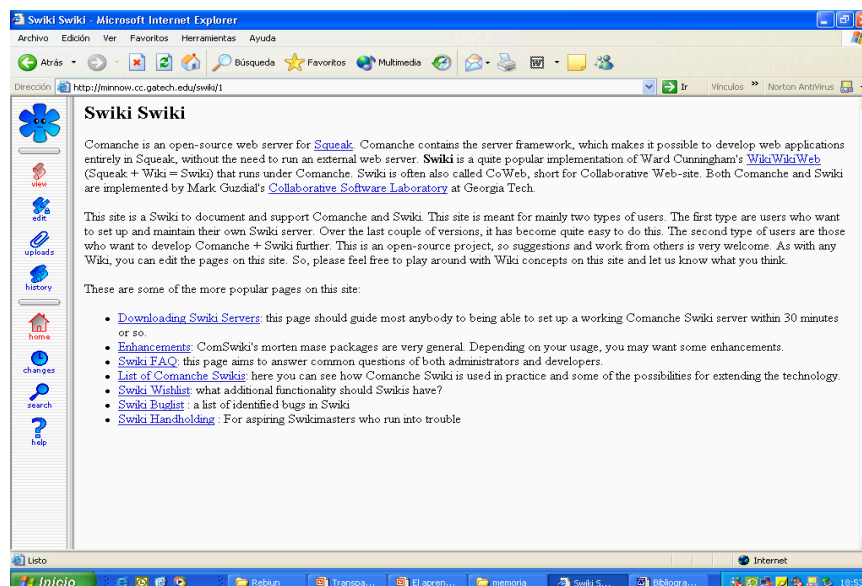 Swiki Swiki - Microsoft Internet Explorer
Archivo Edición Ver Favoritos Herramientas Ayuda
Atrás Búsqueda Favoritos Multimedia
Dirección http://minnow.cc.gatech.edu/swiki/1 Ir Vínculos » Norton AntiVirus
Swiki Swiki
Comanche is an open-source web server for Squeak. Comanche contains the server framework, which makes it possible to develop web applications
entirely in Squeak, without the need to run an external web server. Swiki is a quite popular implementation of Ward Cunningham's WikiWikiWeb
(Squeak + Wiki = Swiki) that runs under Comanche. Swiki is often also called CoWeb, short for Collaborative Web-site. Both Comanche and Swiki
are implemented by Mark Guzdial's Collaborative Software Laboratory at Georgia Tech.
This site is a Swiki to document and support Comanche and Swiki. This site is meant for mainly two types of users. The first type are users who want
to set up and maintain their own Swiki server. Over the last couple of versions, it has become quite easy to do this. The second type of users are those
who want to develop Comanche + Swiki further. This is an open-source project, so suggestions and work from others is very welcome. As with any
Wiki, you can edit the pages on this site. So, please feel free to play around with Wiki concepts on this site and let us know what you think.
These are some of the more popular pages on this site:
• Downloading Swiki Servers: this page should guide most anybody to being able to set up a working Comanche Swiki server within 30 minutes
or so.
• Enhancements: ComSwiki's morten mase packages are very general. Depending on your usage, you may want some enhancements.
• Swiki FAQ: this page aims to answer common questions of both administrators and developers.
• List of Comanche Swikis: here you can see how Comanche Swiki is used in practice and some of the possibilities for extending the technology.
• Swiki Wishlist: what additional functionality should Swikis have?
• Swiki Buglist : a list of identified bugs in Swiki
• Swiki Handholding : For aspiring Swikimasters who run into trouble
view
edit
uploads
history
home
changes
search
help
Listo Internet
Inicio Rebiun Transpa... El apren... memoria Swiki S... Bibliogra...